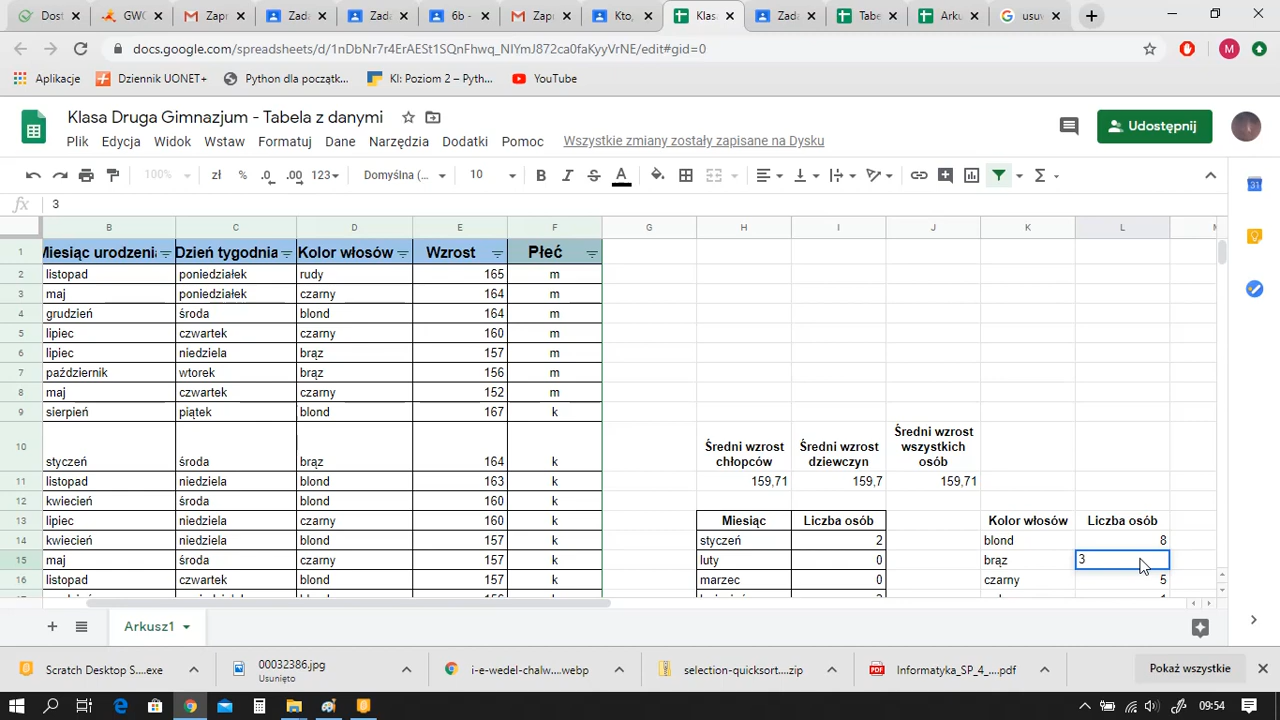 Dost
GW
Zapr
Zada
Zada
6b -
Zapr
Kto,
Klas
Zada
Tabe
Arku
usuv
docs.google.com/spreadsheets/d/1nDbNr7r4ErAESt1SQnFhwq_NIYmJ872ca0faKyyVrNE/edit#gid=0
M
Aplikacje Dziennik UONET+ Python dla początk... KI: Poziom 2 – Pyth... YouTube
Klasa Druga Gimnazjum - Tabela z danymi
Udostępnij
Plik Edycja Widok Wstaw Formatuj Dane Narzędzia Dodatki Pomoc Wszystkie zmiany zostały zapisane na Dysku
100% zł % .0 .00 123 Domyślna (... 10 B I S A Σ
fx 3
B C D E F G H I J K L M
1 Miesiąc urodzenia Dzień tygodnia Kolor włosów Wzrost Płeć
2 listopad poniedziałek rudy 165 m
3 maj poniedziałek czarny 164 m
4 grudzień środa blond 164 m
5 lipiec czwartek czarny 160 m
6 lipiec niedziela brąz 157 m
7 październik wtorek brąz 156 m
8 maj czwartek czarny 152 m
9 sierpień piątek blond 167 k
10 styczeń środa brąz 164 k
Średni wzrost chłopców
Średni wzrost dziewczyn
Średni wzrost wszystkich osób
11 listopad niedziela blond 163 k 159,71 159,7 159,71
12 kwiecień środa blond 160 k
13 lipiec niedziela czarny 160 k Miesiąc Liczba osób Kolor włosów Liczba osób
14 kwiecień niedziela blond 157 k styczeń 2 blond 8
15 maj środa czarny 157 k luty 0 brąz 3
16 listopad czwartek blond 157 k marzec 0 czarny 5
Arkusz1
Scratch Desktop S....exe
00032386.jpg
Usunięto
i-e-wedel-chalw....webp
selection-quicksort....zip
Informatyka_SP_4_....pdf
Pokaż wszystkie
09:54